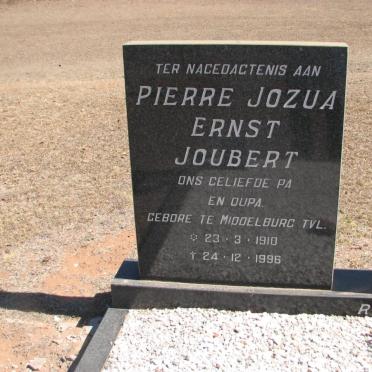 TER NAGEDAGTENIS AAN
PIERRE JOZUA
ERNST
JOUBERT
ONS GELIEFDE PA
EN OUPA.
GEBORE TE MIDDELBURG TVL.
☆ 23 · 3 · 1910
† 24 · 12 · 1996
R